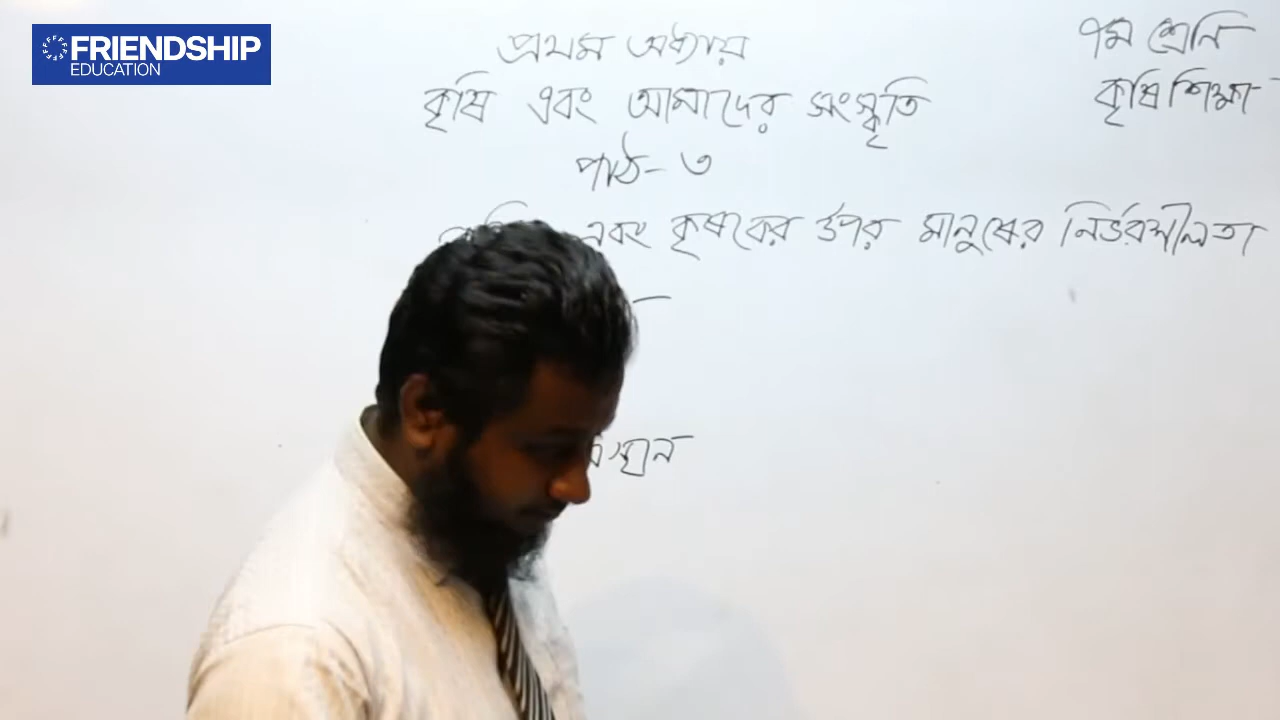 FRIENDSHIP
EDUCATION
৭ম শ্রেনি
কৃষি শিক্ষা
প্রথম অধ্যায়
কৃষি এবং আমাদের সংস্কৃতি
পাঠ- ৩
এবং কৃষকের উপর মানুষের নির্ভরশীলতা